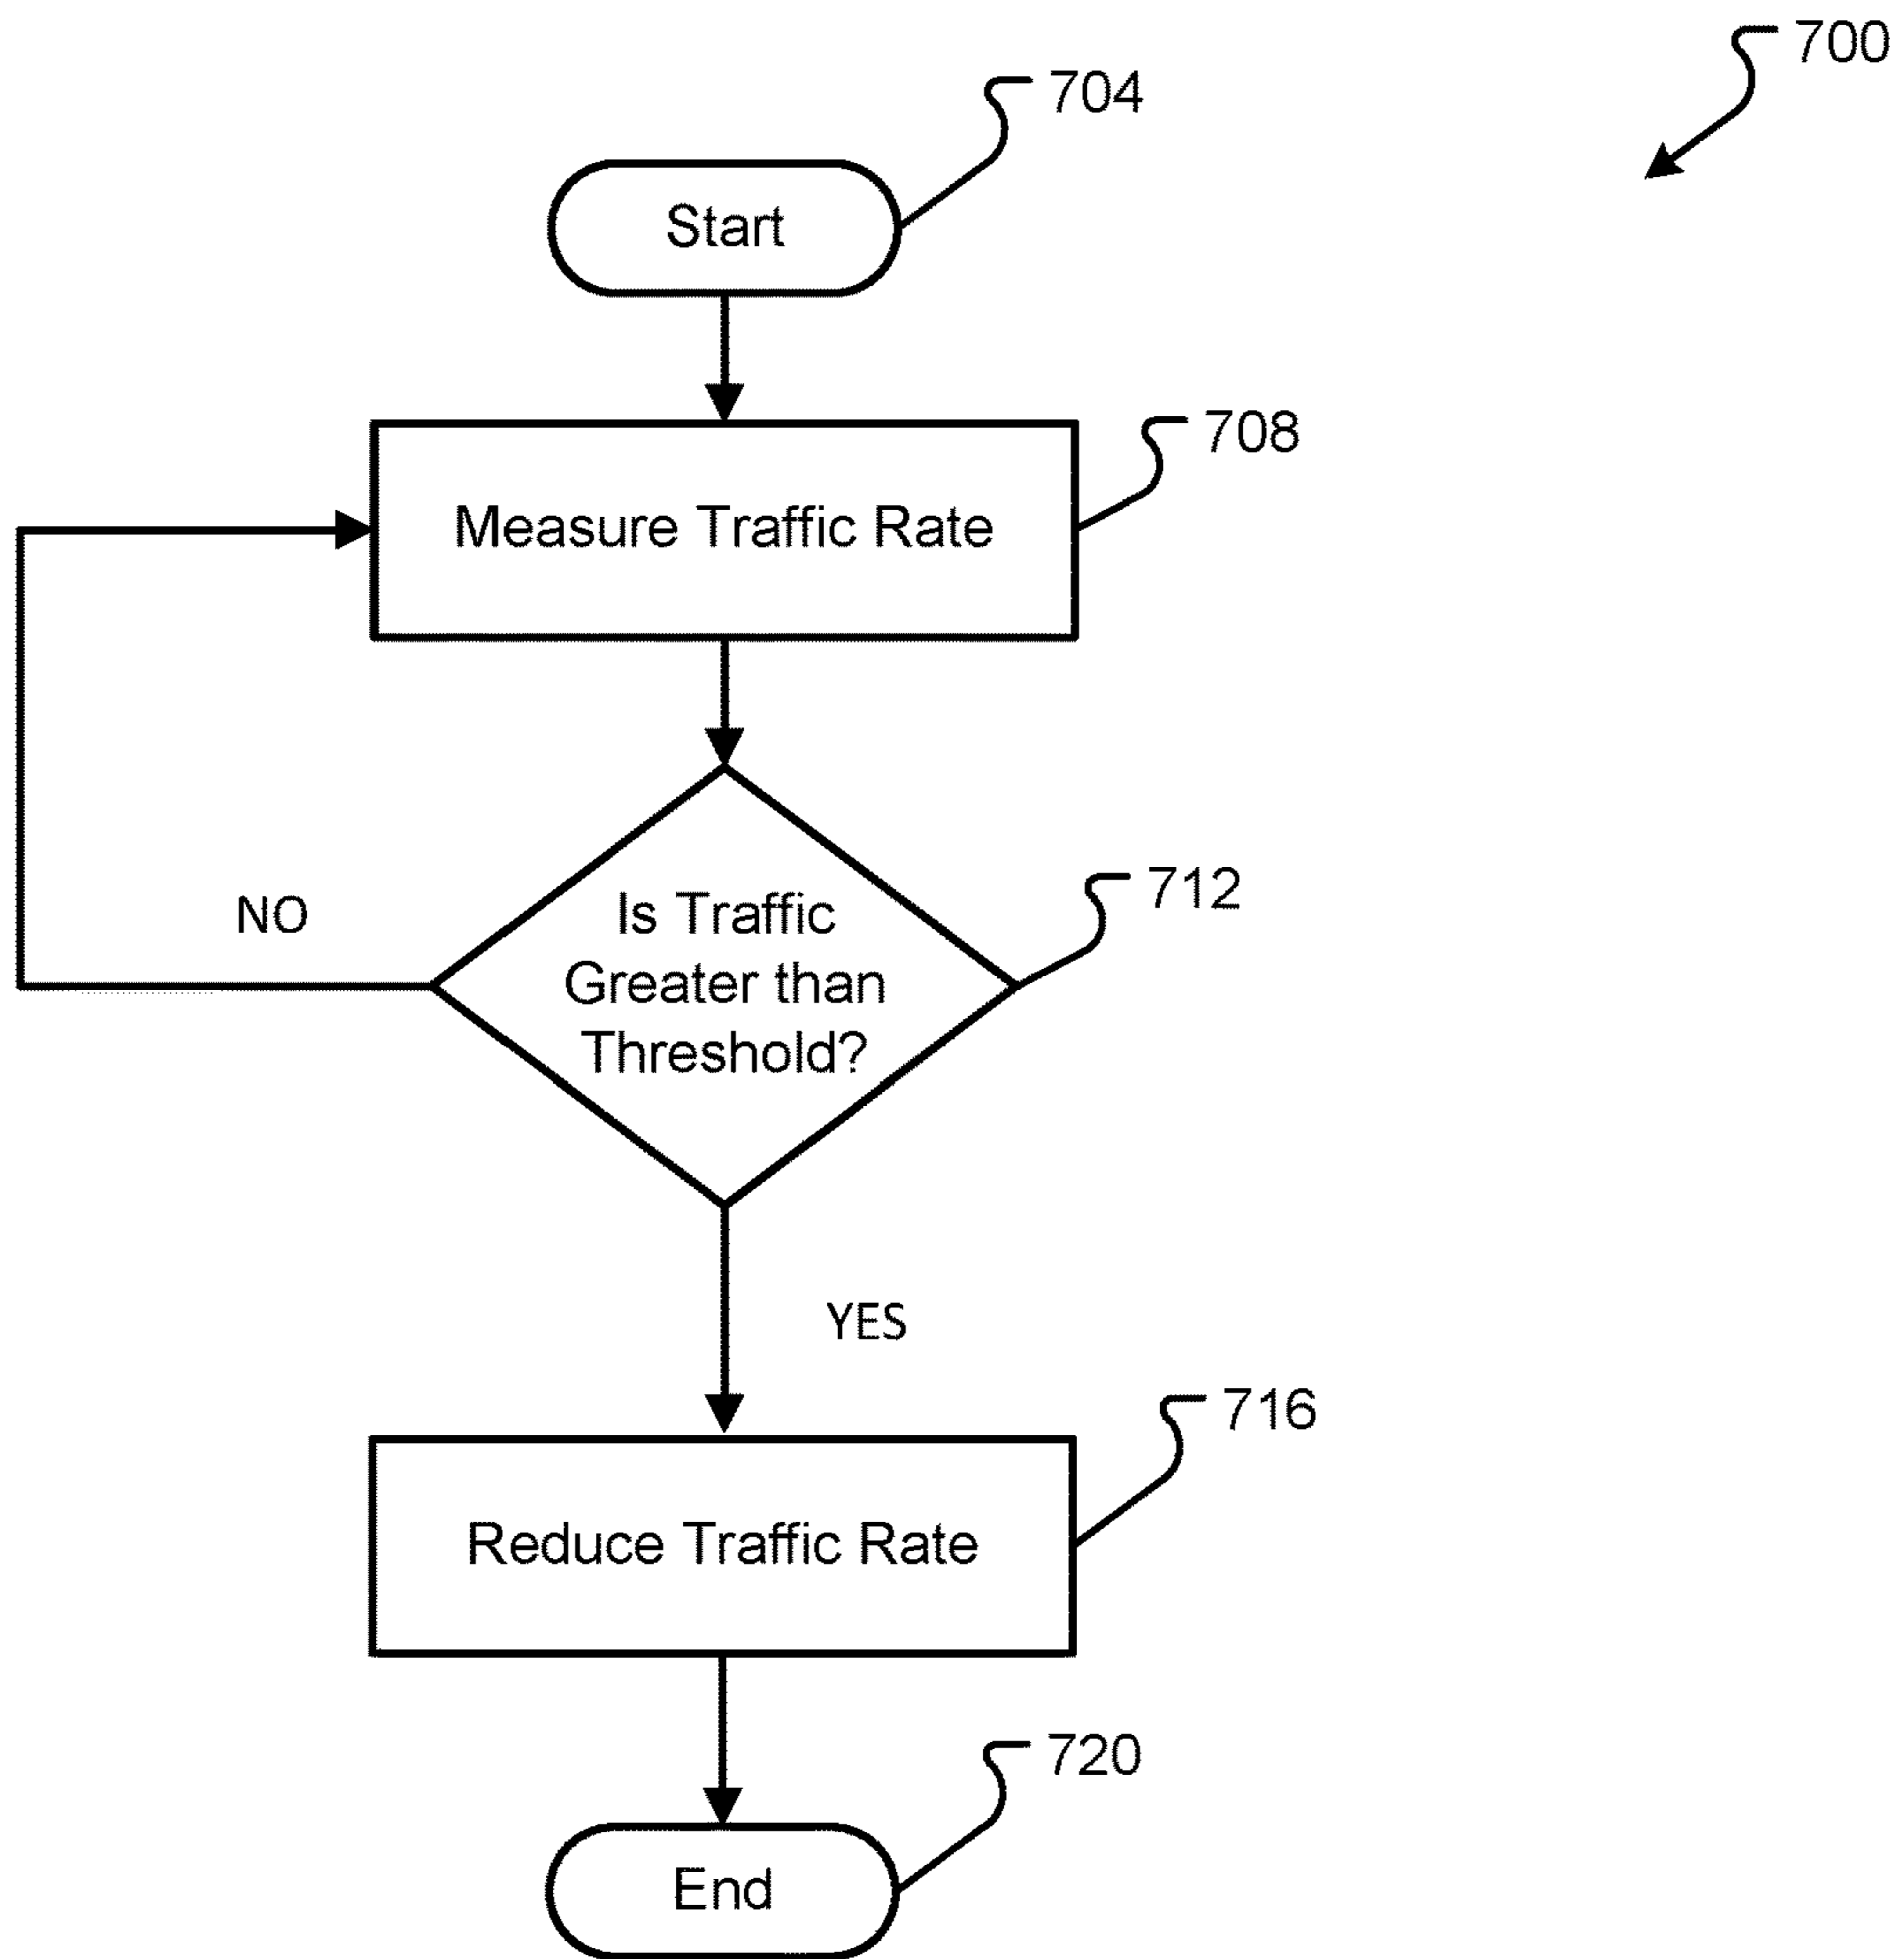 700
704
Start
708
Measure Traffic Rate
712
NO
Is Traffic
Greater than
Threshold?
YES
716
Reduce Traffic Rate
720
End